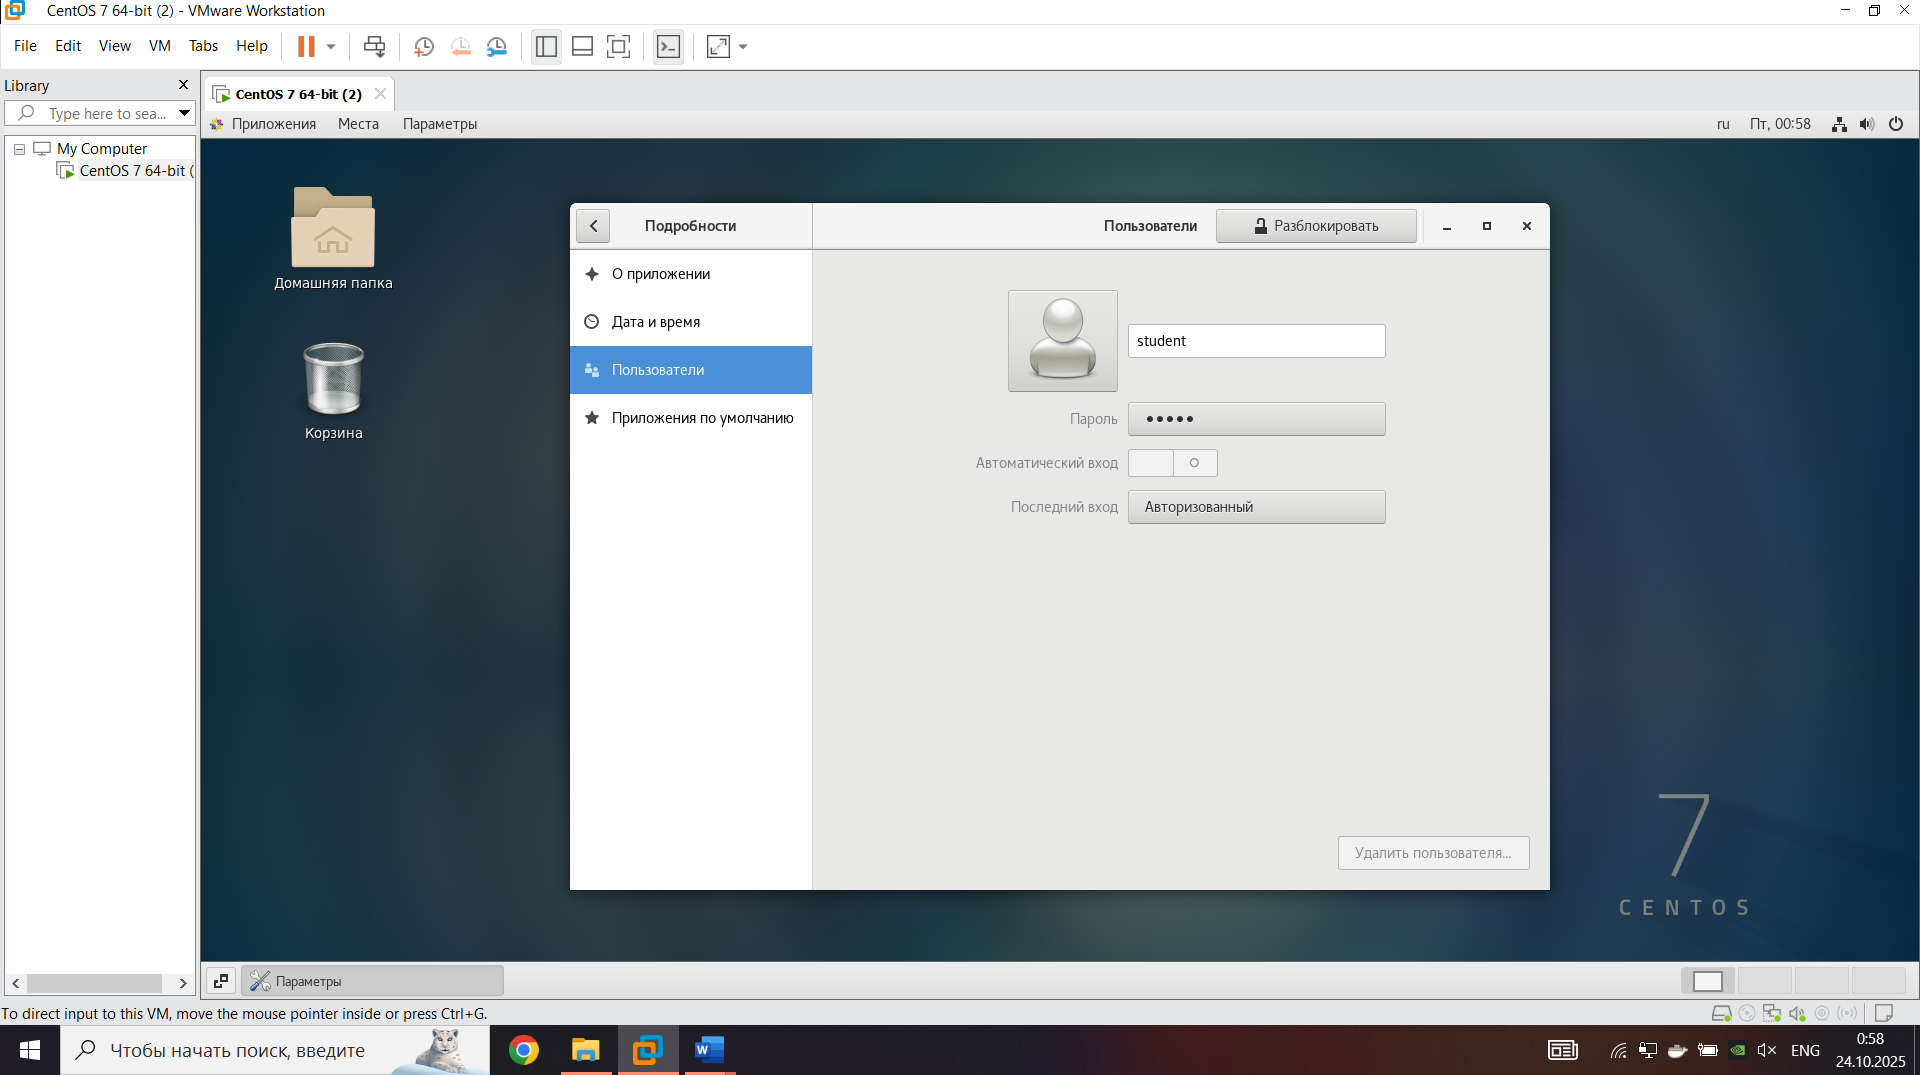 CentOS 7 64-bit (2) - VMware Workstation
File Edit View VM Tabs Help
Library
Type here to sea...
My Computer
CentOS 7 64-bit (
CentOS 7 64-bit (2)
Приложения Места Параметры
ru Пт, 00:58
Домашняя папка
Корзина
Подробности
Пользователи
Разблокировать
О приложении
Дата и время
Пользователи
Приложения по умолчанию
student
Пароль •••••
Автоматический вход
Последний вход Авторизованный
Удалить пользователя...
7
CENTOS
Параметры
To direct input to this VM, move the mouse pointer inside or press Ctrl+G.
Чтобы начать поиск, введите
ENG
0:58
24.10.2025